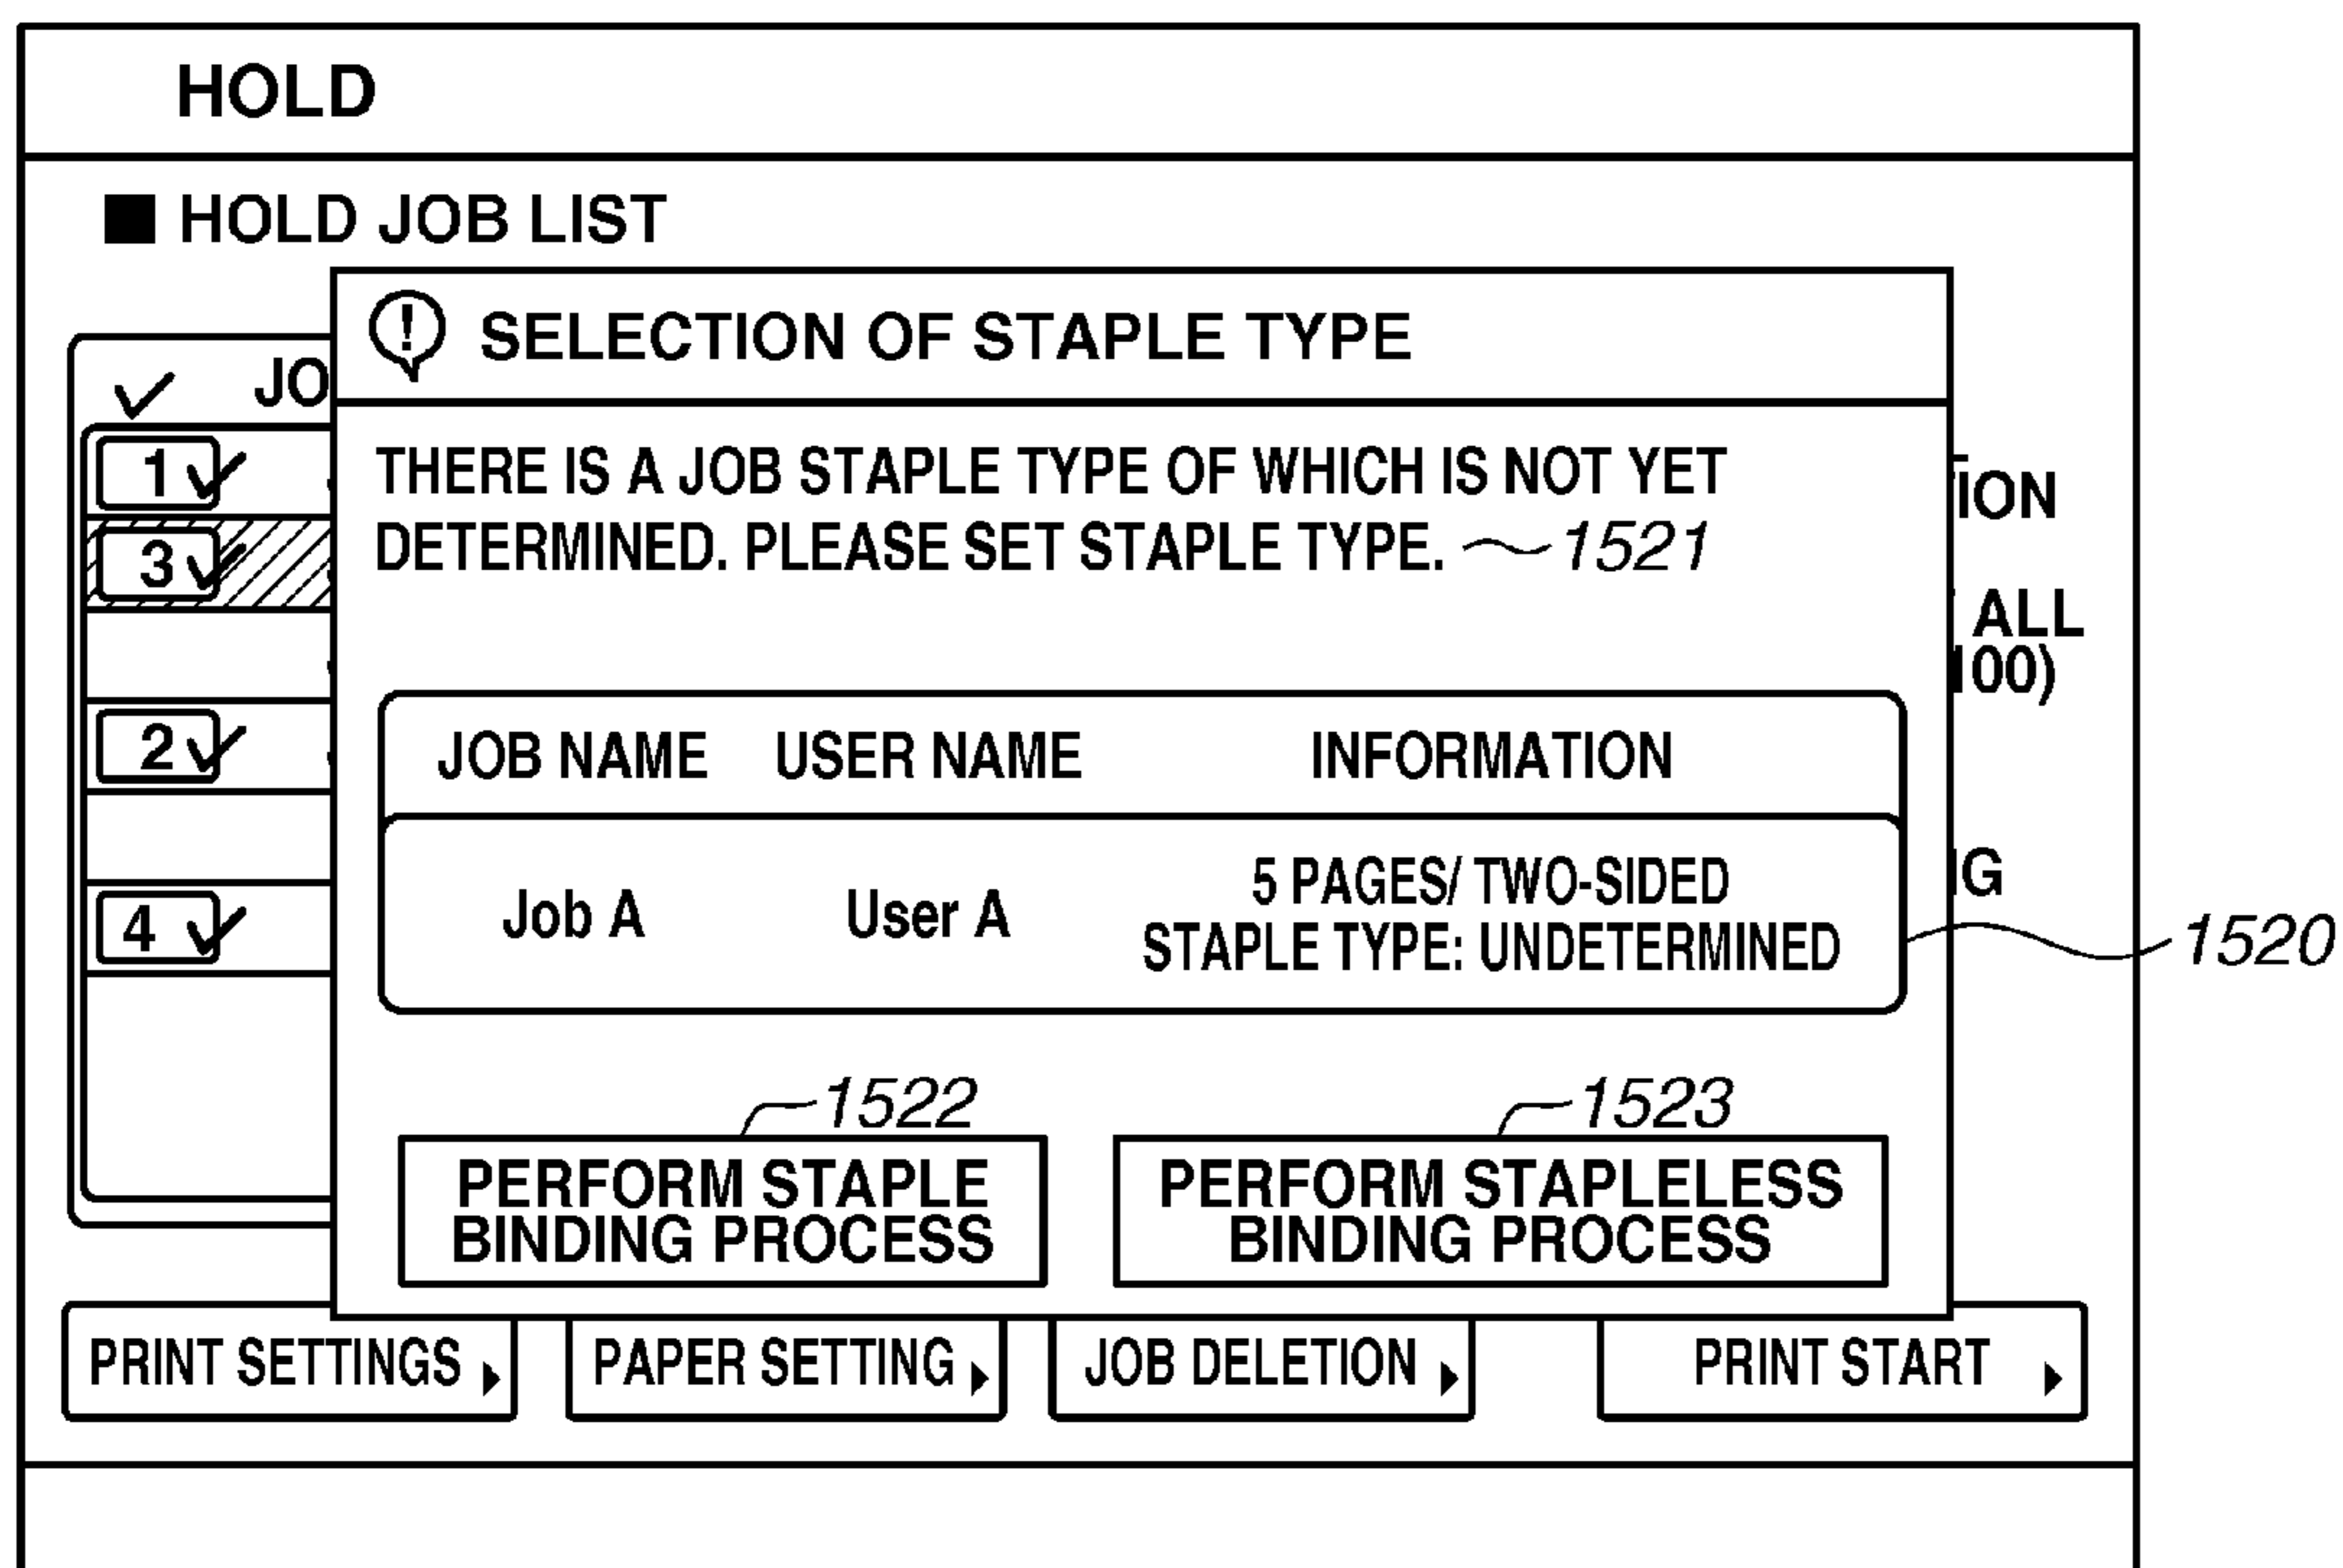 HOLD
HOLD JOB LIST
SELECTION OF STAPLE TYPE
JO
THERE IS A JOB STAPLE TYPE OF WHICH IS NOT YET
DETERMINED. PLEASE SET STAPLE TYPE. 1521
1
ION
3
ALL
100)
JOB NAME USER NAME INFORMATION
2
5 PAGES/ TWO-SIDED
Job A User A
STAPLE TYPE: UNDETERMINED
G
4
1520
1522 1523
PERFORM STAPLE
BINDING PROCESS
PERFORM STAPLELESS
BINDING PROCESS
PRINT SETTINGS PAPER SETTING JOB DELETION PRINT START